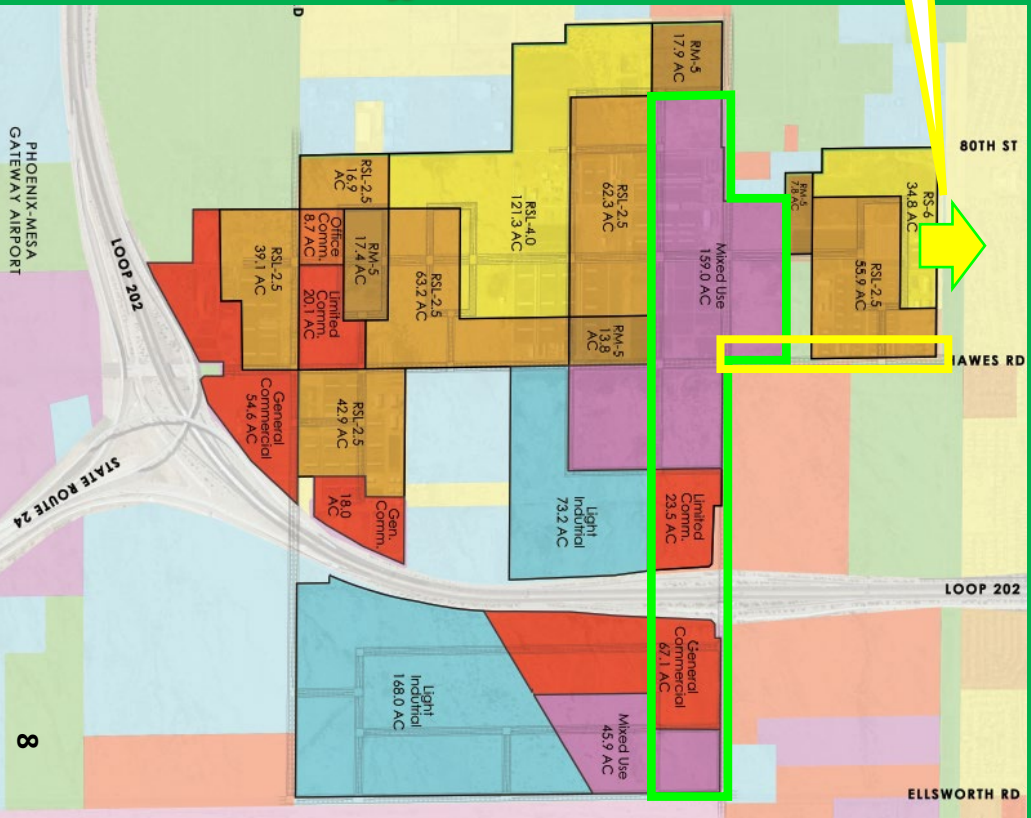 D
RM-5
17.9 AC
80TH ST
PHOENIX-MESA
GATEWAY AIRPORT
RSL-2.5
16.9
AC
RSL-4.0
121.3 AC
RSL-2.5
62.3 AC
RM-5
7.8 AC
RS-6
34.8 AC
Office
Comm.
8.7 AC
RM-5
17.4 AC
RSL-2.5
63.2 AC
Mixed Use
159.0 AC
RSL-2.5
55.9 AC
LOOP 202
RSL-2.5
39.1 AC
Limited
Comm.
20.1 AC
RM-5
13.8
AC
IAWES RD
General
Commercial
54.6 AC
RSL-2.5
42.9 AC
STATE ROUTE 24
18.0
AC
Gen.
Comm.
Light
Indutrial
73.2 AC
Limited
Comm.
23.5 AC
LOOP 202
Light
Indutrial
168.0 AC
General
Commercial
67.1 AC
Mixed Use
45.9 AC
8
ELLSWORTH RD